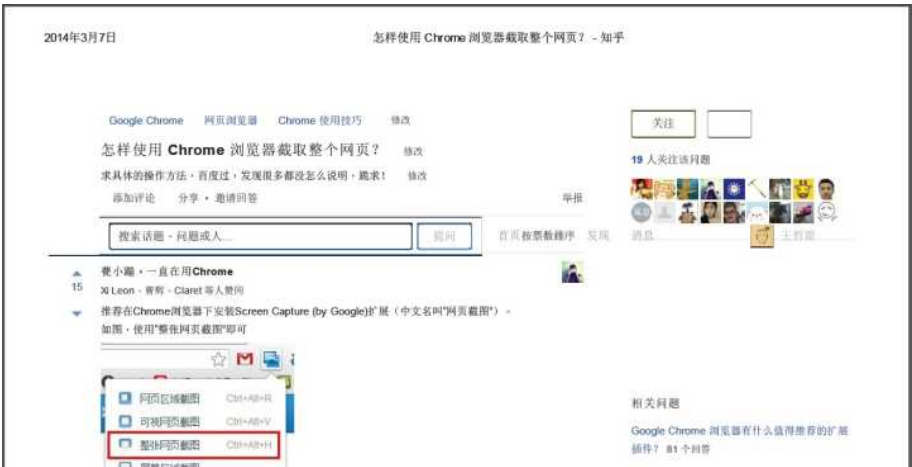 2014年3月7日
怎样使用 Chrome 浏览器截取整个网页? - 知乎
Google Chrome 网页浏览器 Chrome 使用技巧 修改
怎样使用 Chrome 浏览器截取整个网页? 修改
求具体的操作方法,百度过,发现很多都没怎么说明,跪求! 修改
添加评论 分享 • 邀请回答 举报
搜索话题、问题或人... 提问 首页按票数排序 发现
小蹦,一直在用Chrome
15 Xi Leon、 Claret 等人赞同
推荐在Chrome浏览器下安装Screen Capture (by Google)扩展(中文名叫"网页截图")。
如图,使用"整张网页截图"即可
网页区域截图 Ctrl+Alt+R
可视网页截图 Ctrl+Alt+V
整张网页截图 Ctrl+Alt+H
关注
19 人关注该问题
消息 王哲源
相关问题
Google Chrome 浏览器有什么值得推荐的扩展
插件? 81 个回答